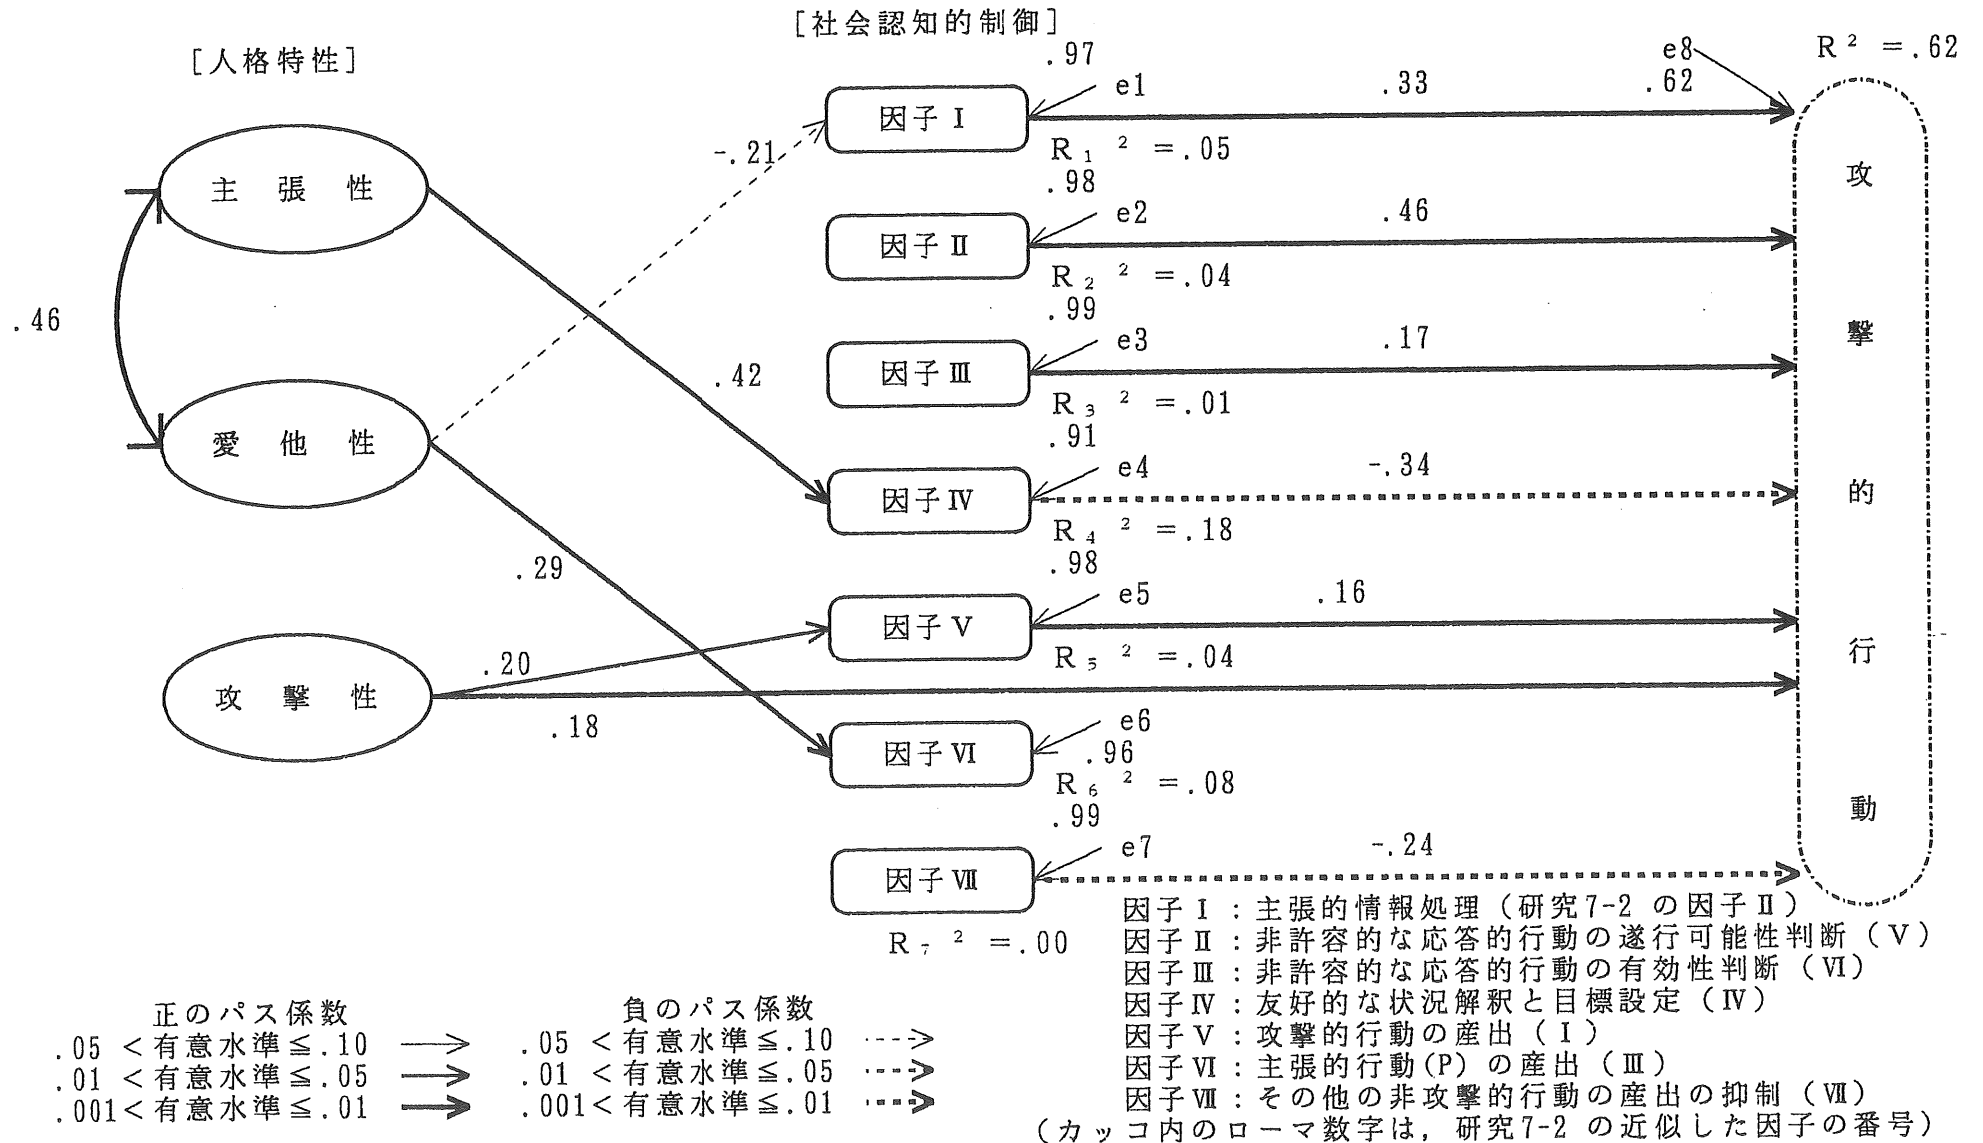 [社会認知的制御]
[人格特性]
.97
e8
R² =.62
e1
.33
.62
因子Ⅰ
-.21
R₁² =.05
主張性
.98
e2
.46
因子Ⅱ
R₂² =.04
.99
.46
e3
.17
因子Ⅲ
.42
R₃² =.01
.91
愛他性
e4
-.34
因子Ⅳ
R₄² =.18
.98
.29
e5
.16
因子Ⅴ
R₅² =.04
.20
攻撃性
.18
e6
.96
因子Ⅵ
R₆² =.08
.99
e7
-.24
因子Ⅶ
R₇² =.00
攻撃的行動
因子Ⅰ:主張的情報処理(研究7-2 の因子Ⅱ)
因子Ⅱ:非許容的な応答的行動の遂行可能性判断(Ⅴ)
因子Ⅲ:非許容的な応答的行動の有効性判断(Ⅵ)
因子Ⅳ:友好的な状況解釈と目標設定(Ⅳ)
因子Ⅴ:攻撃的行動の産出(Ⅰ)
因子Ⅵ:主張的行動(P) の産出(Ⅲ)
因子Ⅶ:その他の非攻撃的行動の産出の抑制(Ⅶ)
(カッコ内のローマ数字は, 研究7-2 の近似した因子の番号)
正のパス係数
.05 <有意水準≦.10
.01 <有意水準≦.05
.001<有意水準≦.01
負のパス係数
.05 <有意水準≦.10
.01 <有意水準≦.05
.001<有意水準≦.01